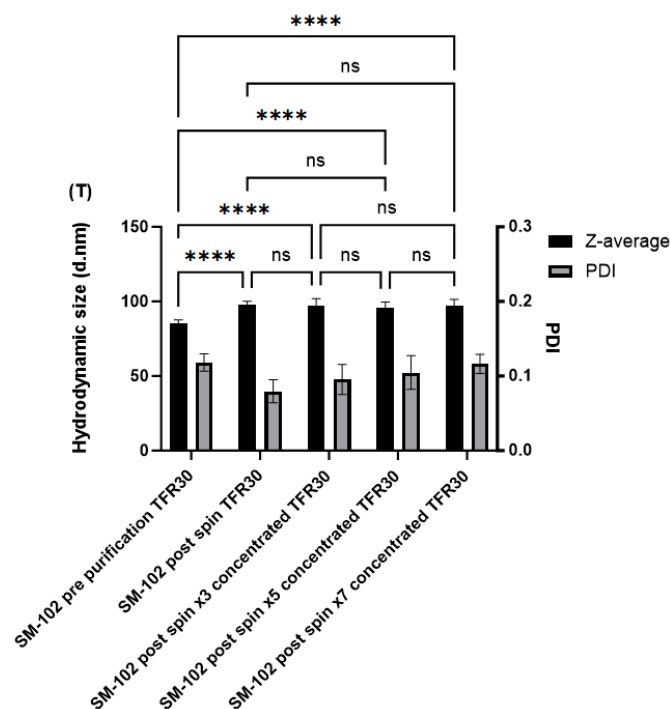 ****
ns
****
ns
(T)
****
ns
****
ns
ns
ns
150
100
50
0
Hydrodynamic size (d.nm)
0.3
0.2
0.1
0.0
PDI
Z-average
PDI
SM-102 pre purification TFR30
SM-102 post spin TFR30
SM-102 post spin x3 concentrated TFR30
SM-102 post spin x5 concentrated TFR30
SM-102 post spin x7 concentrated TFR30